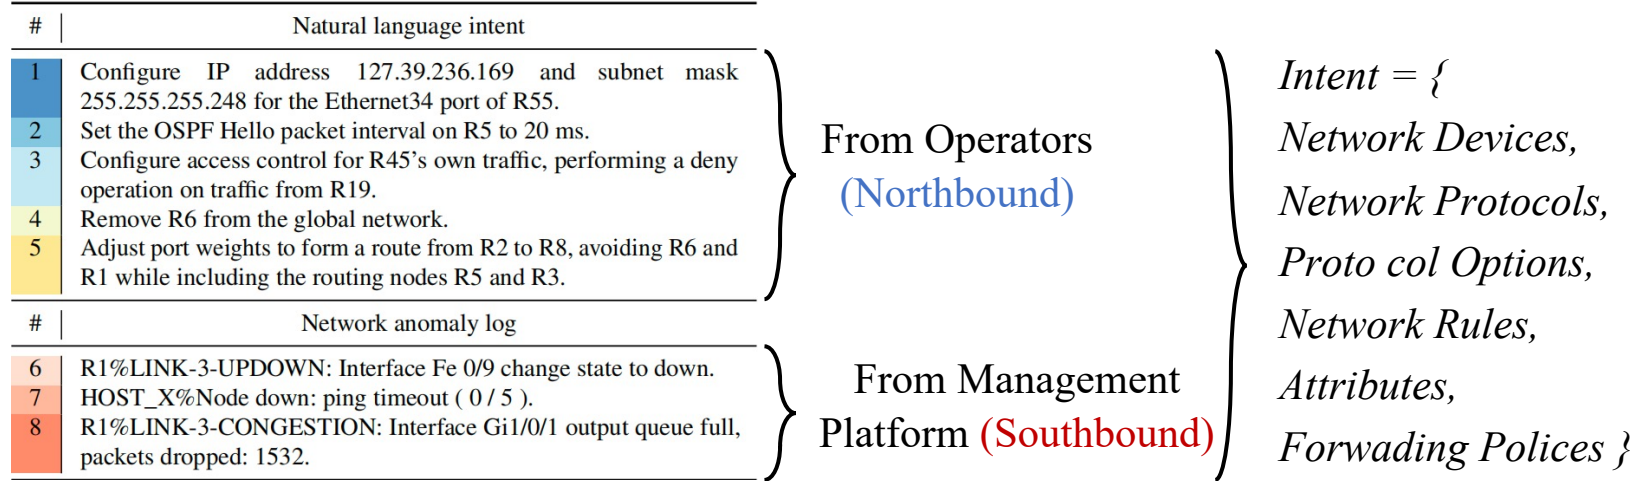 # Natural language intent
1 Configure IP address 127.39.236.169 and subnet mask
255.255.255.248 for the Ethernet34 port of R55.
2 Set the OSPF Hello packet interval on R5 to 20 ms.
3 Configure access control for R45's own traffic, performing a deny
operation on traffic from R19.
4 Remove R6 from the global network.
5 Adjust port weights to form a route from R2 to R8, avoiding R6 and
R1 while including the routing nodes R5 and R3.
# Network anomaly log
6 R1%LINK-3-UPDOWN: Interface Fe 0/9 change state to down.
7 HOST_X%Node down: ping timeout ( 0 / 5 ).
8 R1%LINK-3-CONGESTION: Interface Gi1/0/1 output queue full,
packets dropped: 1532.
From Operators
(Northbound)
From Management
Platform (Southbound)
Intent = {
Network Devices,
Network Protocols,
Proto col Options,
Network Rules,
Attributes,
Forwading Polices }